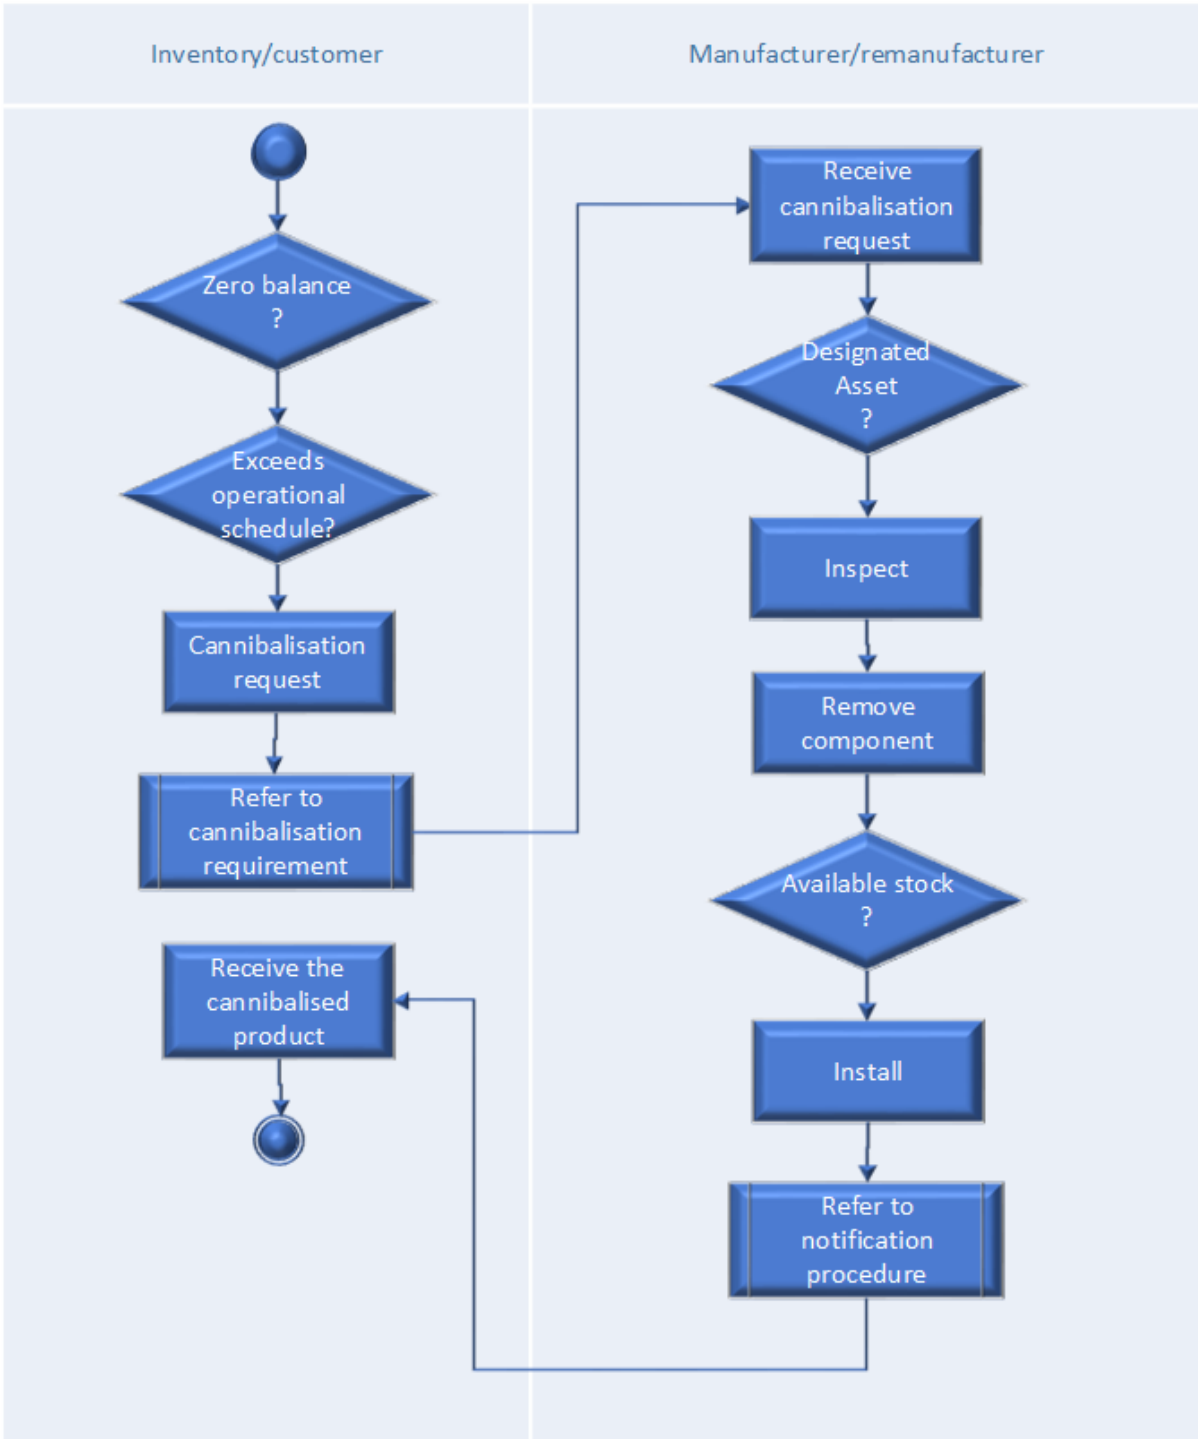 Inventory/customer
Manufacturer/remanufacturer
Zero balance
?
Exceeds
operational
schedule?
Cannibalisation
request
Refer to
cannibalisation
requirement
Receive the
cannibalised
product
Receive
cannibalisation
request
Designated
Asset
?
Inspect
Remove
component
Available stock
?
Install
Refer to
notification
procedure